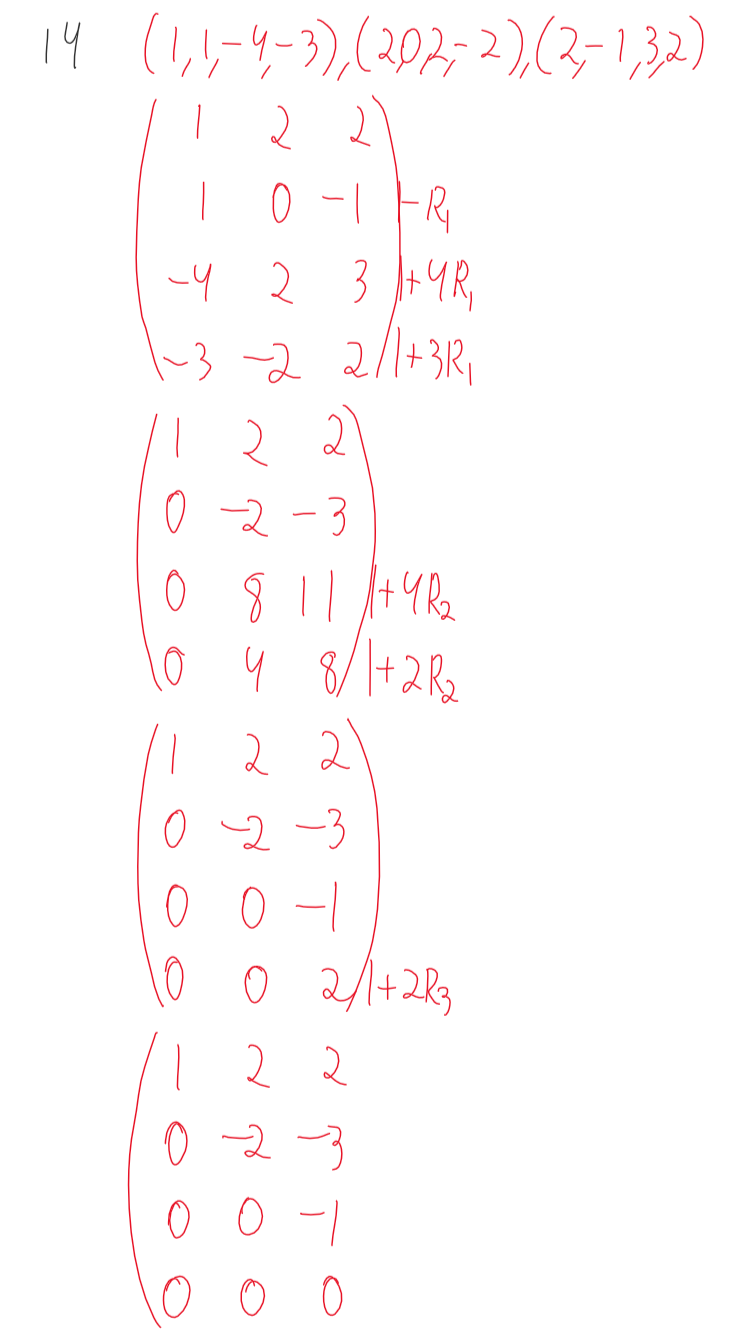 14 (1,1,-4,-3),(2,0,2,-2),(2,-1,3,2)
1 2 2
1 0 -1 |-R₁
-4 2 3 |+4R₁
-3 -2 2 |+3R₁
1 2 2
0 -2 -3
0 8 11 |+4R₂
0 4 8 |+2R₂
1 2 2
0 -2 -3
0 0 -1
0 0 2 |+2R₃
1 2 2
0 -2 -3
0 0 -1
0 0 0